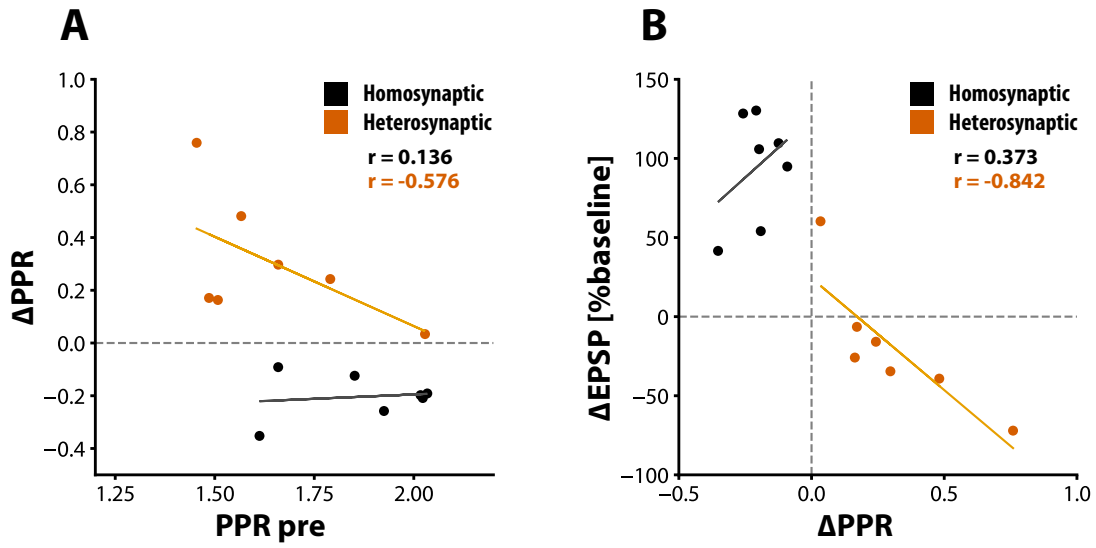 A
1.0
0.8
0.6
0.4
0.2
0.0
−0.2
−0.4
ΔPPR
1.25
1.50
1.75
2.00
PPR pre
Homosynaptic
Heterosynaptic
r = 0.136
r = -0.576
B
150
100
50
0
−50
−100
ΔEPSP [%baseline]
−0.5
0.0
0.5
1.0
ΔPPR
Homosynaptic
Heterosynaptic
r = 0.373
r = -0.842